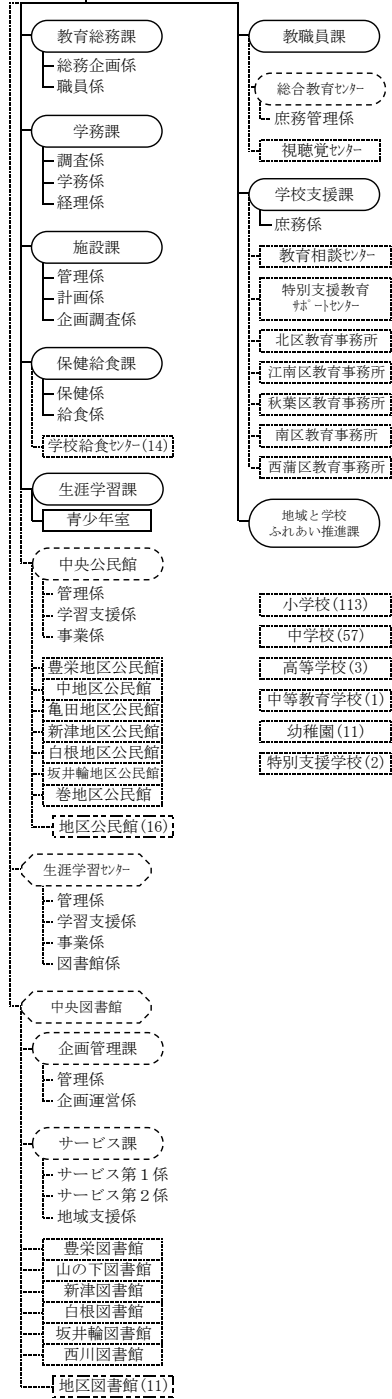 教育総務課
総務企画係
職員係
学務課
調査係
学務係
経理係
施設課
管理係
計画係
企画調査係
保健給食課
保健係
給食係
学校給食ｾﾝﾀｰ(14)
生涯学習課
青少年室
中央公民館
管理係
学習支援係
事業係
豊栄地区公民館
中地区公民館
亀田地区公民館
新津地区公民館
白根地区公民館
坂井輪地区公民館
巻地区公民館
地区公民館(16)
生涯学習ｾﾝﾀｰ
管理係
学習支援係
事業係
図書館係
中央図書館
企画管理課
管理係
企画運営係
サービス課
サービス第１係
サービス第２係
地域支援係
豊栄図書館
山の下図書館
新津図書館
白根図書館
坂井輪図書館
西川図書館
地区図書館(11)
教職員課
総合教育ｾﾝﾀｰ
庶務管理係
視聴覚ｾﾝﾀｰ
学校支援課
庶務係
教育相談ｾﾝﾀｰ
特別支援教育
ｻﾎﾟｰﾄｾﾝﾀｰ
北区教育事務所
江南区教育事務所
秋葉区教育事務所
南区教育事務所
西蒲区教育事務所
地域と学校
ふれあい推進課
小学校(113)
中学校(57)
高等学校(3)
中等教育学校(1)
幼稚園(11)
特別支援学校(2)